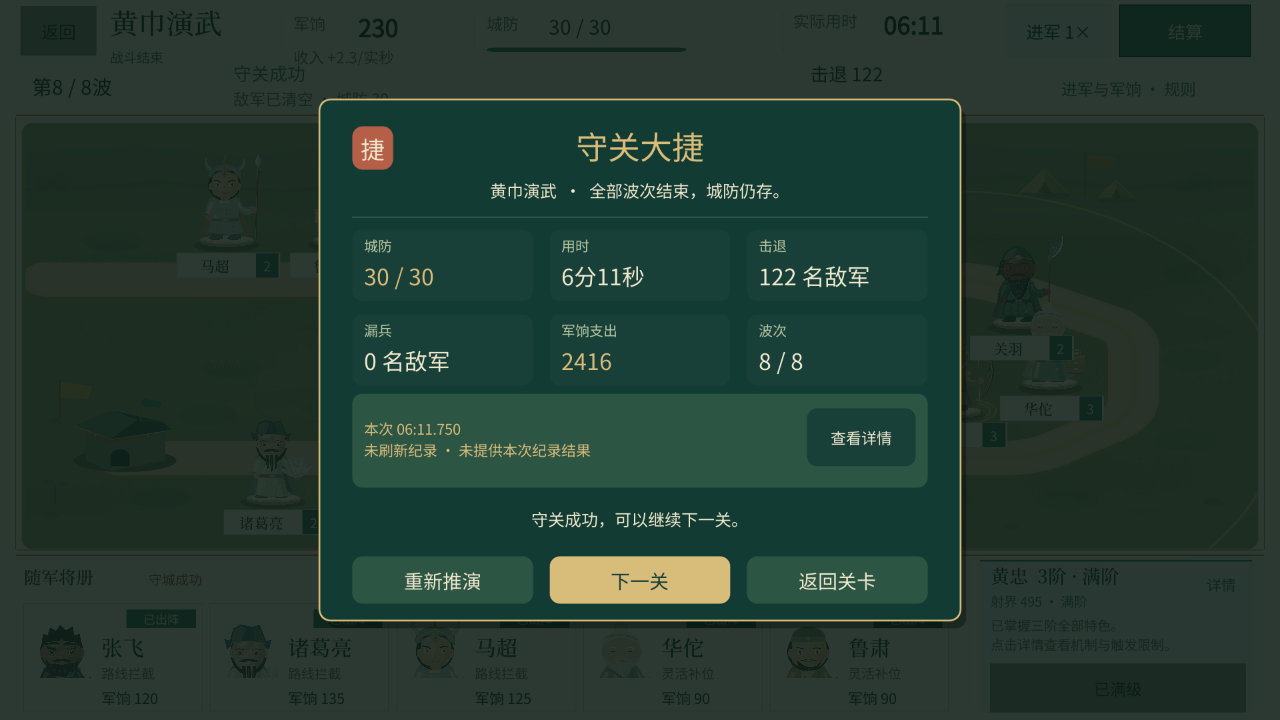 返回
黄巾演武
战斗结束
军饷 230
收入 +2.3/实秒
城防 30 / 30
实际用时 06:11
进军 1×
结算
第8 / 8波
守关成功
敌军已清空 · 城防 30
击退 122
进军与军饷 · 规则
捷
守关大捷
黄巾演武 · 全部波次结束，城防仍存。
城防
30 / 30
用时
6分11秒
击退
122 名敌军
漏兵
0 名敌军
军饷支出
2416
波次
8 / 8
本次 06:11.750
未刷新纪录 · 未提供本次纪录结果
查看详情
守关成功，可以继续下一关。
重新推演
下一关
返回关卡
马超 2
关羽 2
华佗 3
3
诸葛亮 2
随军将册
守城成功
已出阵
张飞
路线拦截
军饷 120
诸葛亮
路线拦截
军饷 135
马超
路线拦截
军饷 125
华佗
灵活补位
军饷 90
鲁肃
灵活补位
军饷 90
黄忠 3阶 · 满阶
详情
射界 495 · 满阶
已掌握三阶全部特色。
点击详情查看机制与触发限制。
已满级